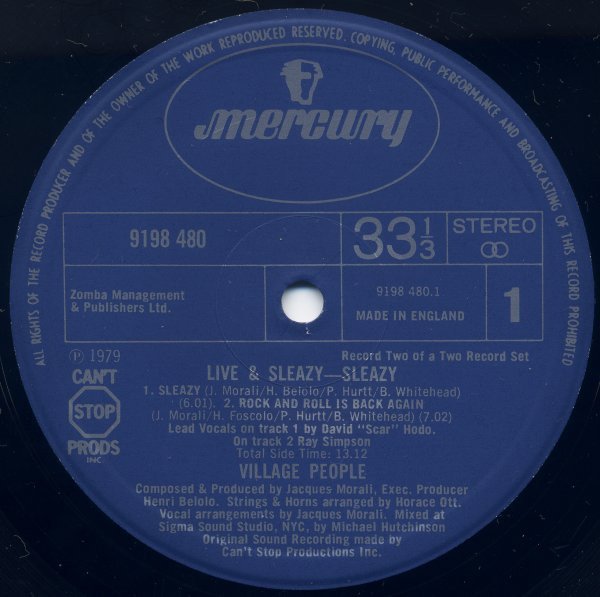 ALL RIGHTS OF THE RECORD PRODUCER AND OF THE OWNER OF THE WORK REPRODUCED RESERVED. COPYING, PUBLIC PERFORMANCE AND BROADCASTING OF THIS RECORD PROHIBITED
mercury
9198 480
33 1/3
STEREO
Zomba Management
& Publishers Ltd.
9198 480.1
MADE IN ENGLAND
1
℗ 1979
Record Two of a Two Record Set
CAN'T
STOP
PRODS
INC.
LIVE & SLEAZY—SLEAZY
1. SLEAZY (J. Morali/H. Belolo/P. Hurtt/B. Whitehead)
(6.01) 2. ROCK AND ROLL IS BACK AGAIN
(J. Morali/H. Foscolo/P. Hurtt/B. Whitehead) (7.02)
Lead Vocals on track 1 by David "Scar" Hodo.
On track 2 Ray Simpson
Total Side Time: 13.12
VILLAGE PEOPLE
Composed & Produced by Jacques Morali, Exec. Producer
Henri Belolo. Strings & Horns arranged by Horace Ott.
Vocal arrangements by Jacques Morali. Mixed at
Sigma Sound Studio, NYC, by Michael Hutchinson
Original Sound Recording made by
Can't Stop Productions Inc.